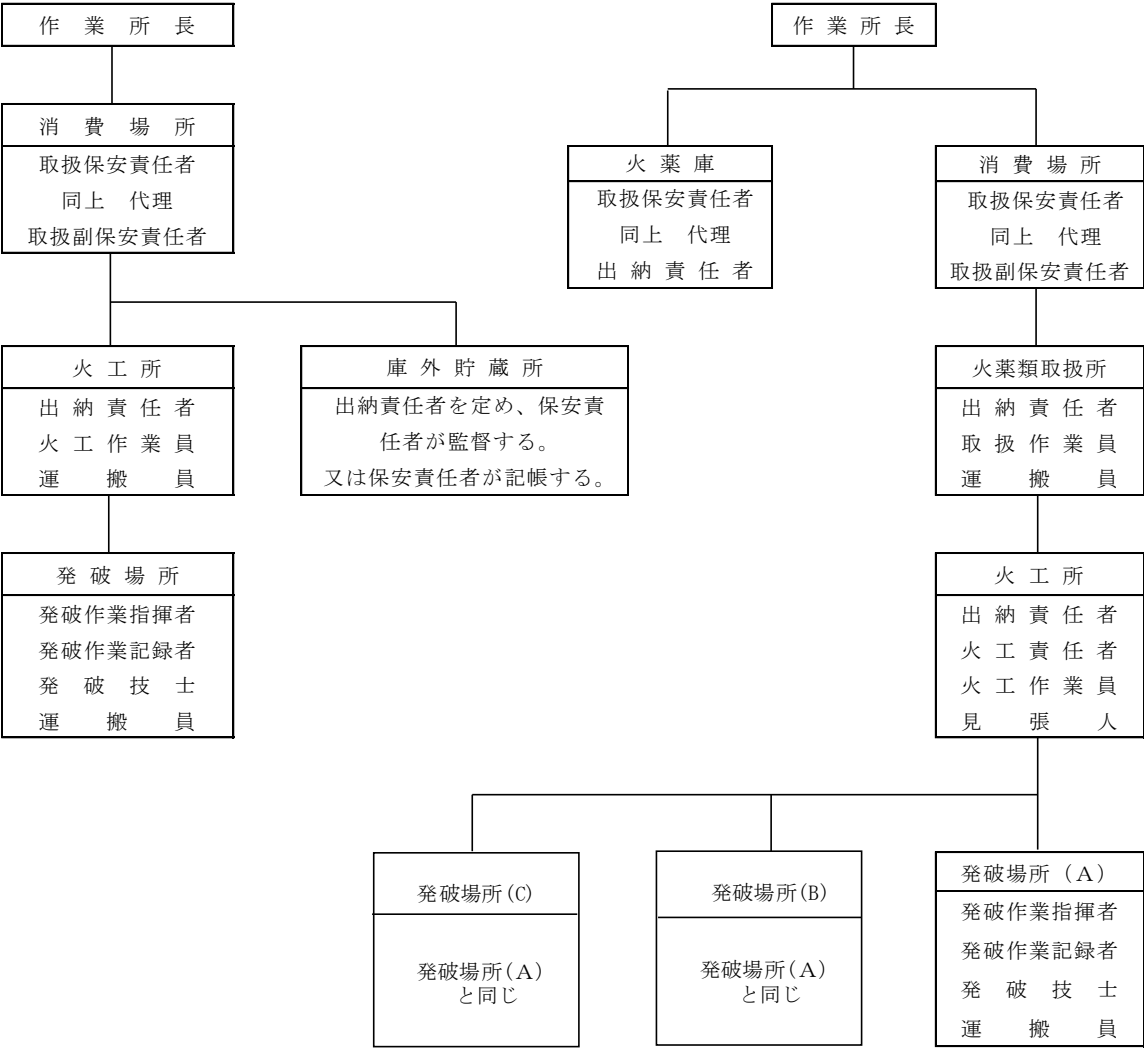 作業所長
消費場所
取扱保安責任者
同上 代理
取扱副保安責任者
火工所
出納責任者
火工作業員
運搬員
庫外貯蔵所
出納責任者を定め、保安責
任者が監督する。
又は保安責任者が記帳する。
発破場所
発破作業指揮者
発破作業記録者
発破技士
運搬員
作業所長
火薬庫
取扱保安責任者
同上 代理
出納責任者
消費場所
取扱保安責任者
同上 代理
取扱副保安責任者
火薬類取扱所
出納責任者
取扱作業員
運搬員
火工所
出納責任者
火工責任者
火工作業員
見張人
発破場所(C)
発破場所(A)
と同じ
発破場所(B)
発破場所(A)
と同じ
発破場所（A）
発破作業指揮者
発破作業記録者
発破技士
運搬員